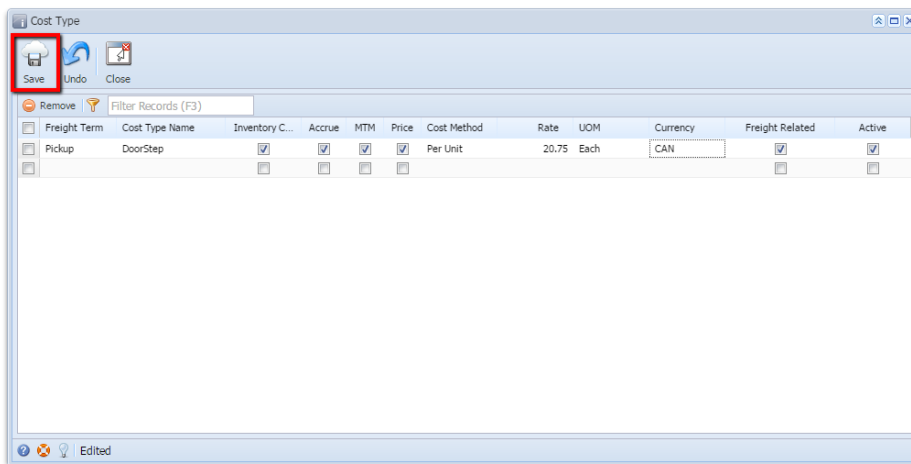 Cost Type
Save Undo Close
Remove Filter Records (F3)
Freight Term Cost Type Name Inventory C... Accrue MTM Price Cost Method Rate UOM Currency Freight Related Active
Pickup DoorStep Per Unit 20.75 Each CAN
Edited